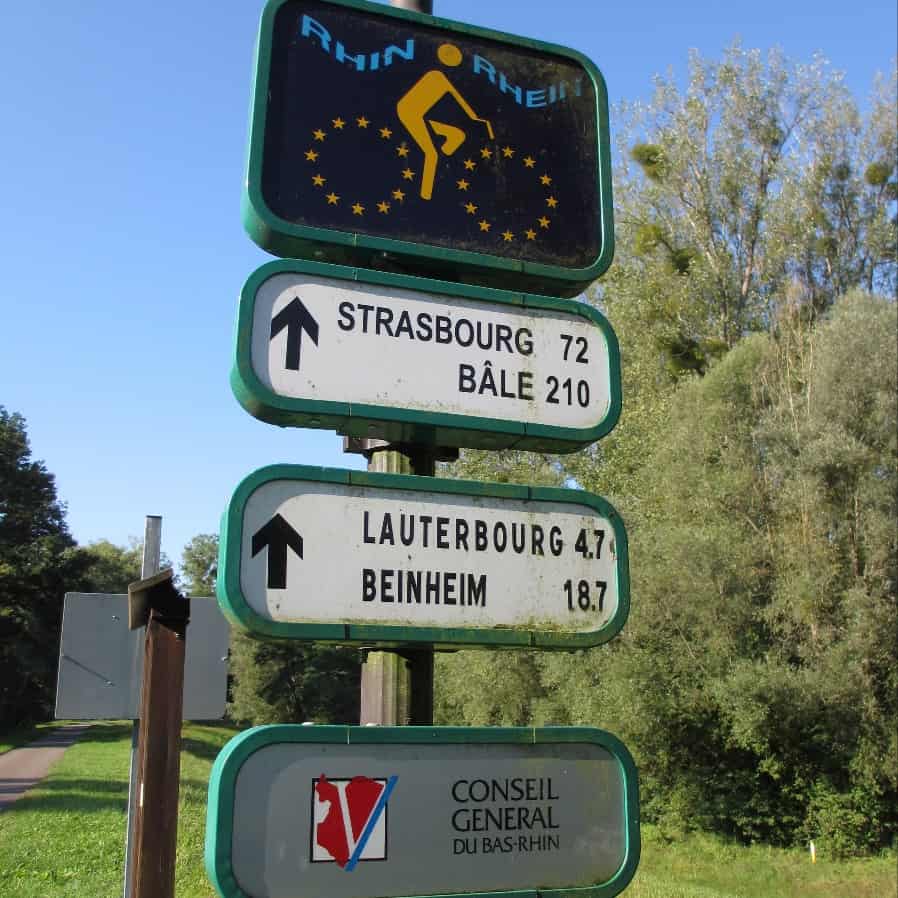 RHIN RHEIN
STRASBOURG 72
BÂLE 210
LAUTERBOURG 4.7
BEINHEIM 18.7
CONSEIL
GENERAL
DU BAS-RHIN